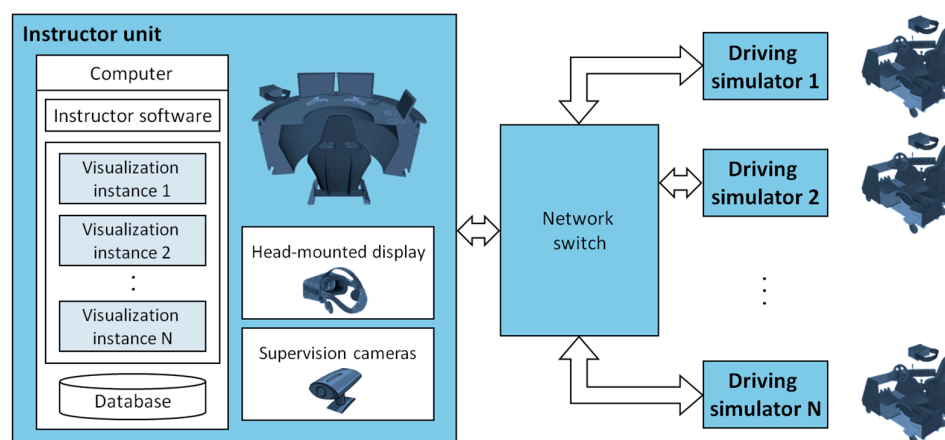 Instructor unit
Computer
Instructor software
Visualization
instance 1
Visualization
instance 2
⋮
Visualization
instance N
Database
Head-mounted display
Supervision cameras
Network
switch
Driving
simulator 1
Driving
simulator 2
⋮
Driving
simulator N